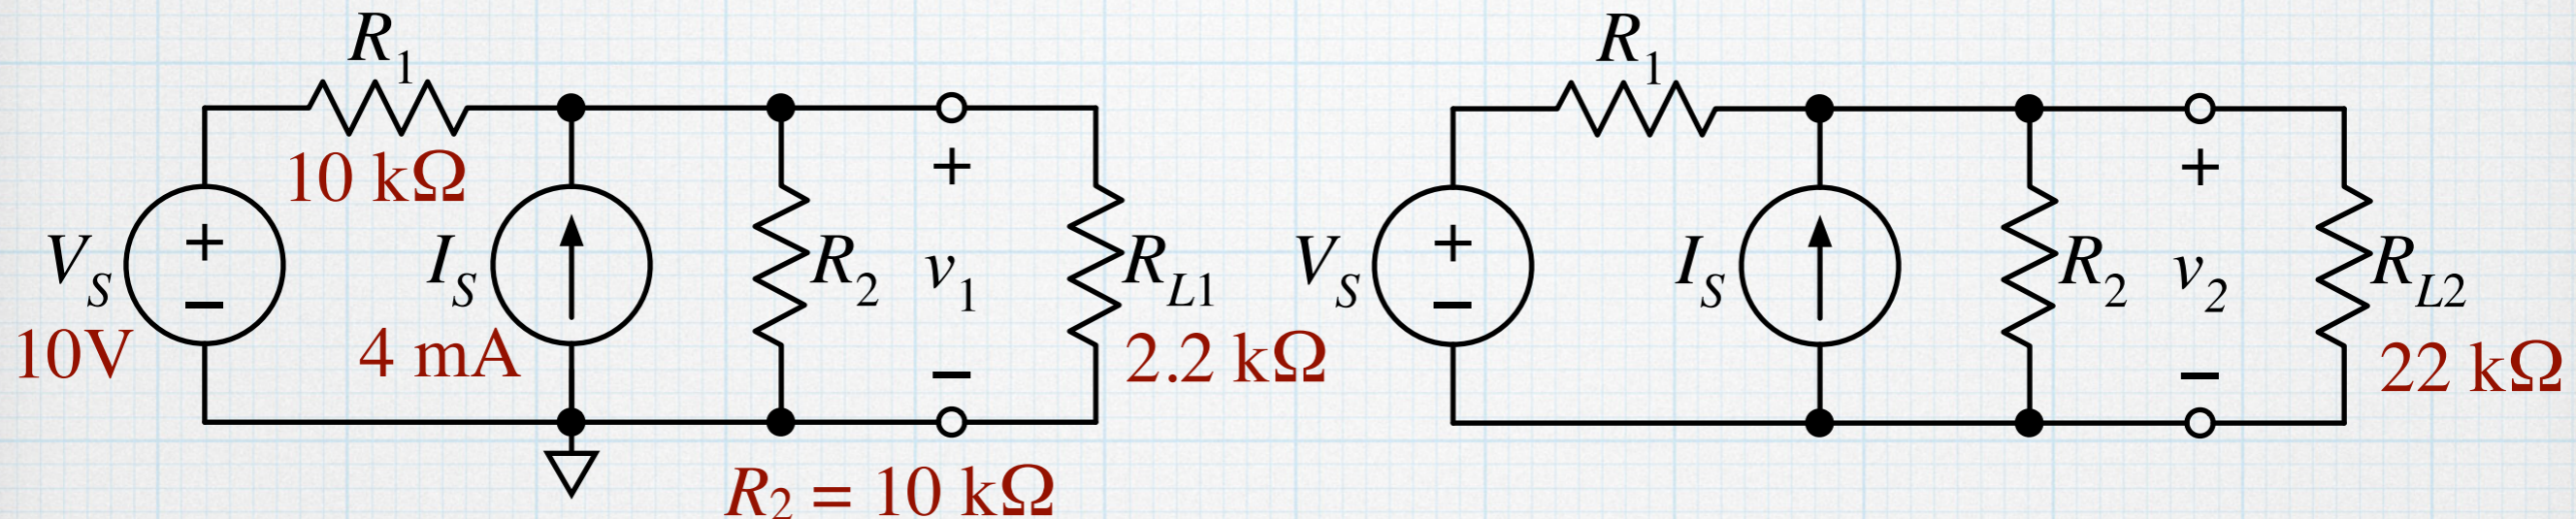 R1
10 kΩ
VS
+
−
10V
IS
4 mA
R2
+
v1
−
RL1
2.2 kΩ
R2 = 10 kΩ
R1
VS
+
−
IS
R2
+
v2
−
RL2
22 kΩ